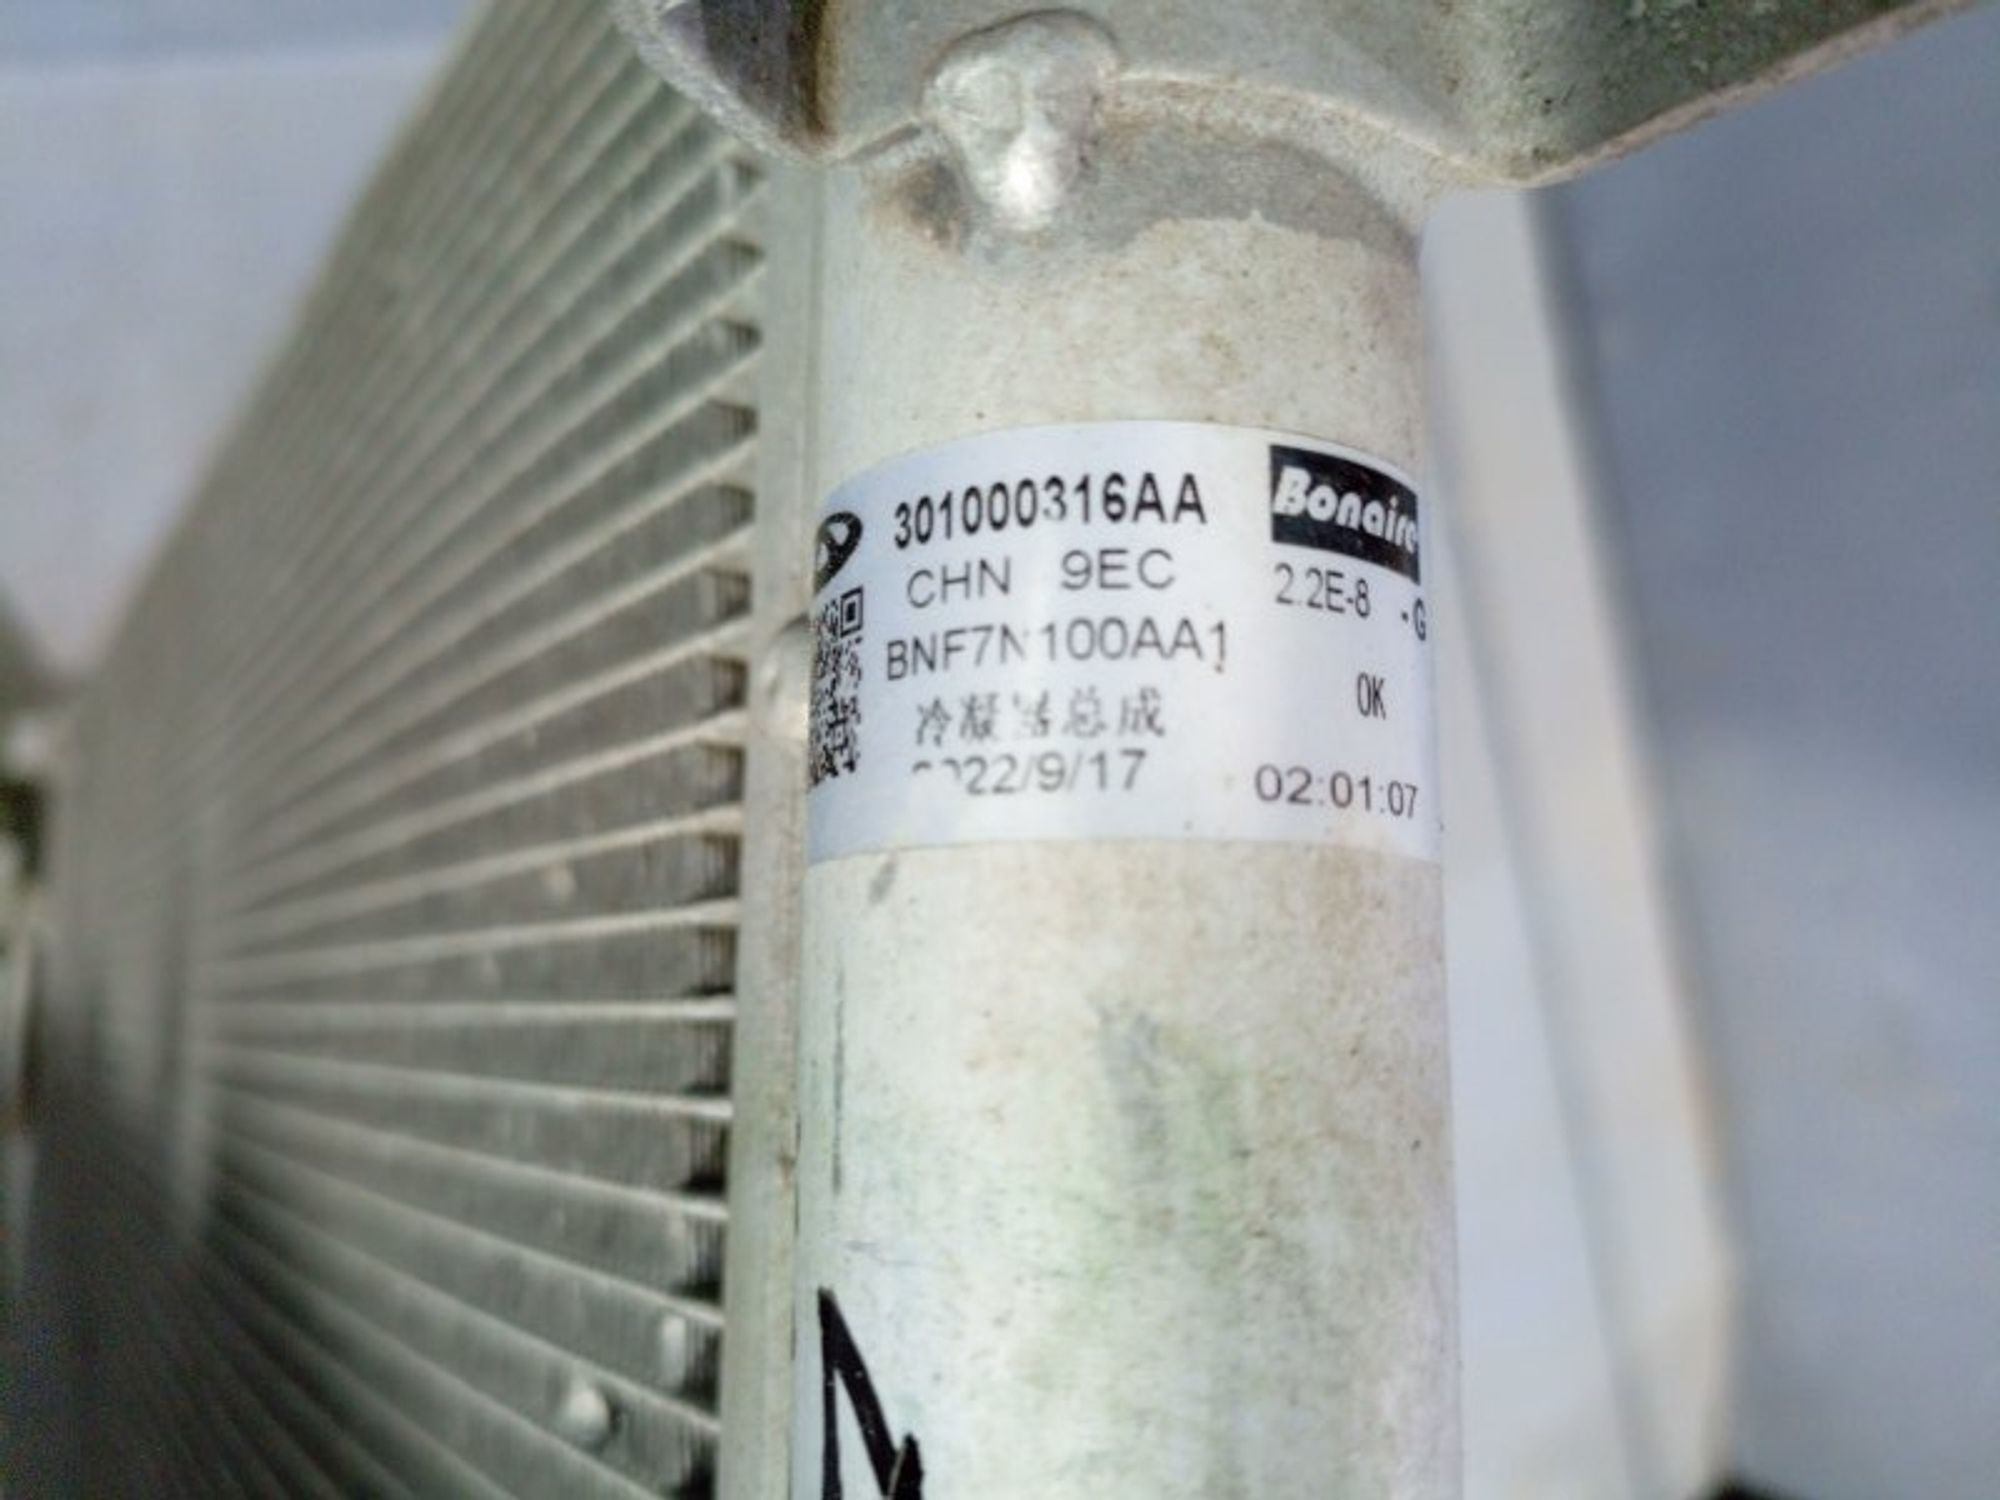 301000316AA Bonaire
CHN 9EC 2.2E-8 -G
BNF7N100AA1
OK
冷凝器总成
2022/9/17 02:01:07